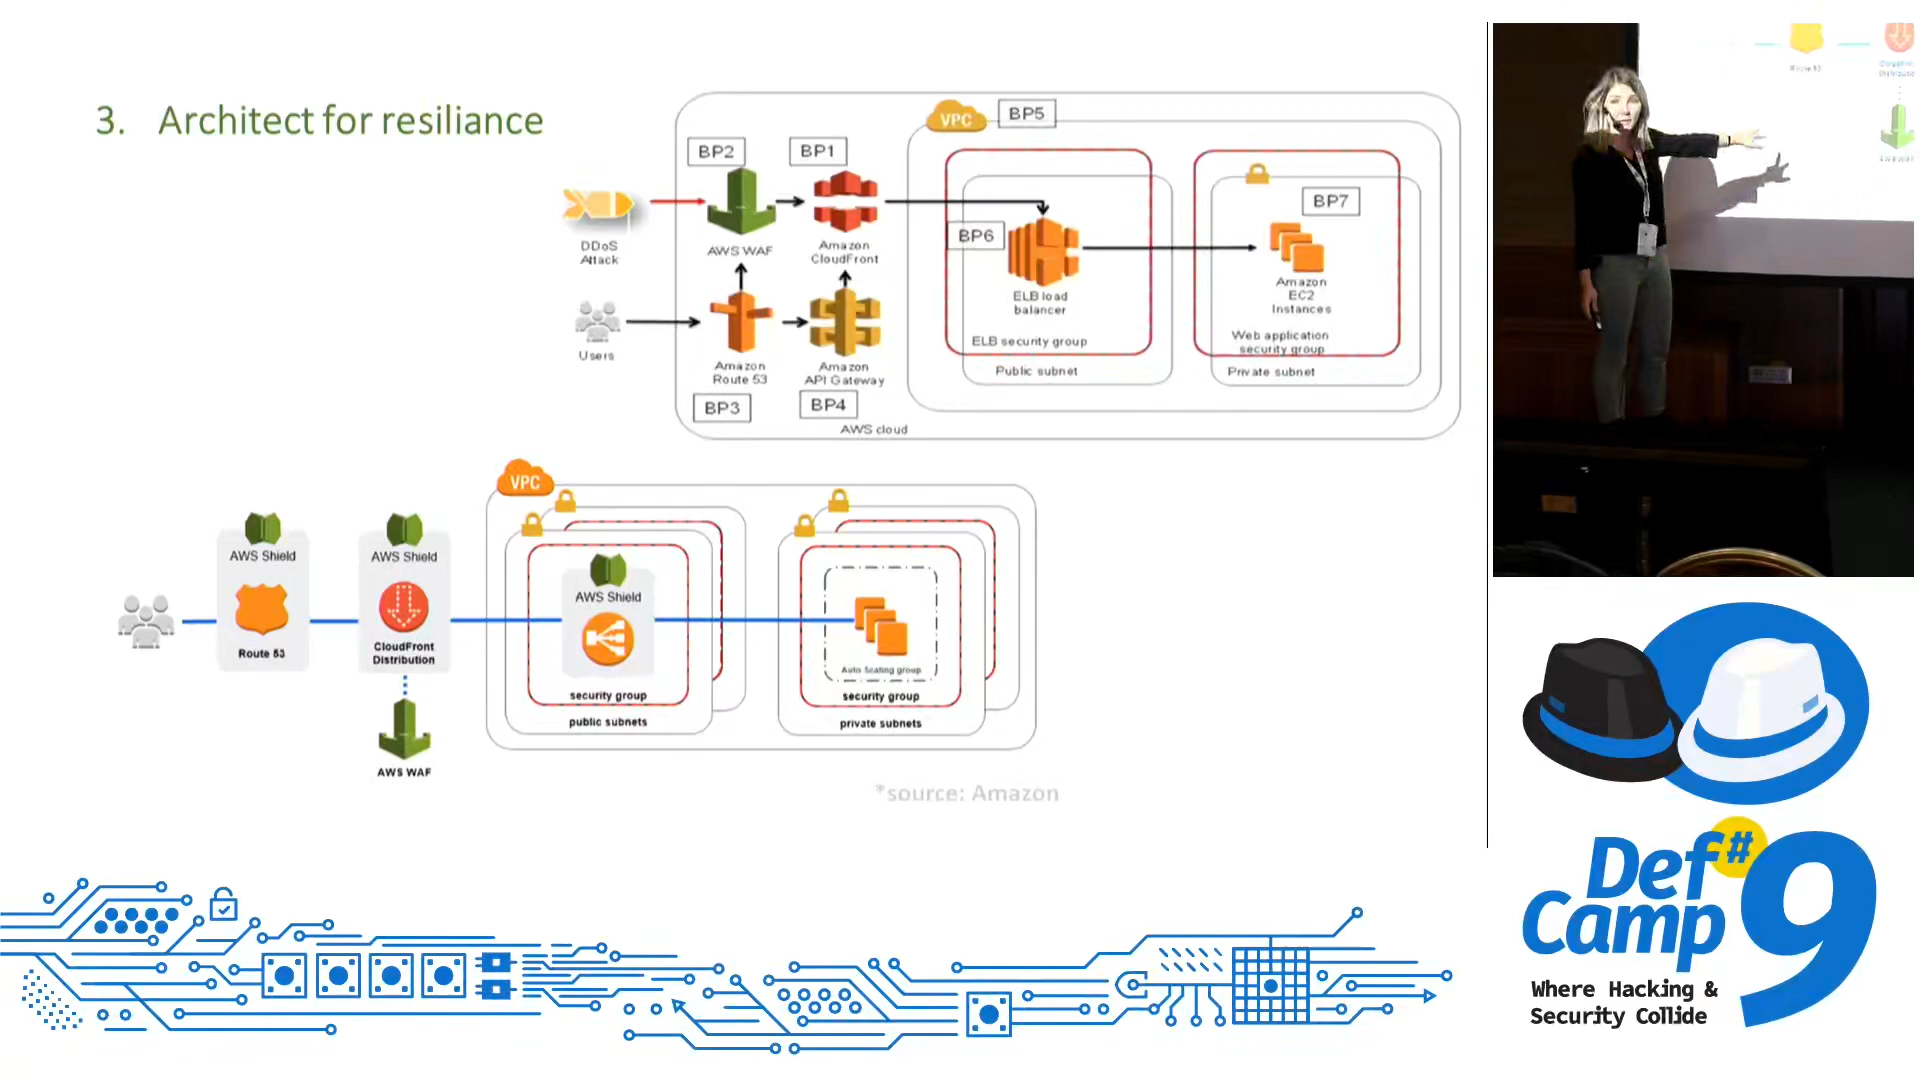 3. Architect for resiliance
BP2
BP1
VPC
BP5
BP7
DDoS
Attack
AWS WAF
Amazon
CloudFront
BP6
ELB load
balancer
Amazon
EC2
Instances
Users
Amazon
Route 53
Amazon
API Gateway
ELB security group
Public subnet
Web application
security group
Private subnet
BP3
BP4
AWS cloud
VPC
AWS Shield
Route 53
AWS Shield
CloudFront
Distribution
AWS WAF
AWS Shield
security group
public subnets
Auto Scaling group
security group
private subnets
*source: Amazon
Route 53
Def
Camp
#9
Where Hacking &
Security Collide